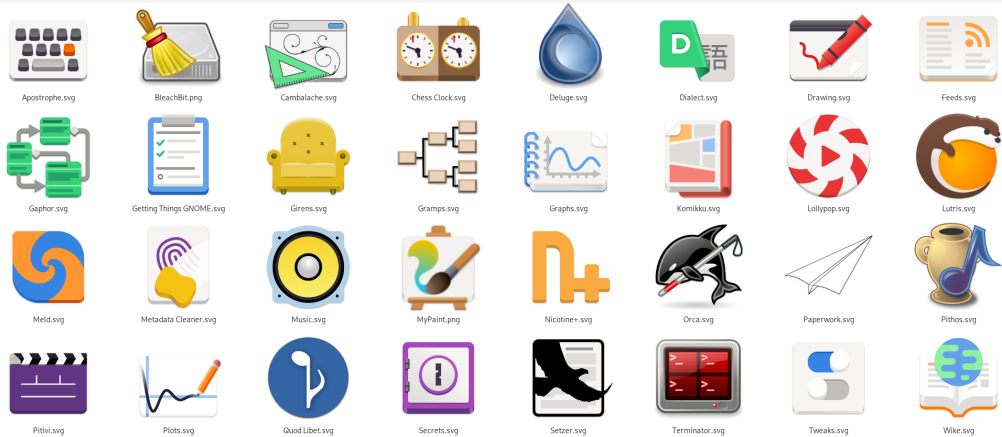 Apostrophe.svg
BleachBit.png
Cambalache.svg
Chess Clock.svg
Deluge.svg
D 语
Dialect.svg
Drawing.svg
Feeds.svg
Gaphor.svg
Getting Things GNOME.svg
Girens.svg
Gramps.svg
Graphs.svg
Komikku.svg
Lollypop.svg
Lutris.svg
Meld.svg
Metadata Cleaner.svg
Music.svg
MyPaint.png
n+
Nicotine+.svg
Orca.svg
Paperwork.svg
Pithos.svg
Pitivi.svg
Plots.svg
Quod Libet.svg
Secrets.svg
Setzer.svg
>_ >_
>_ >_
Terminator.svg
Tweaks.svg
Wike.svg